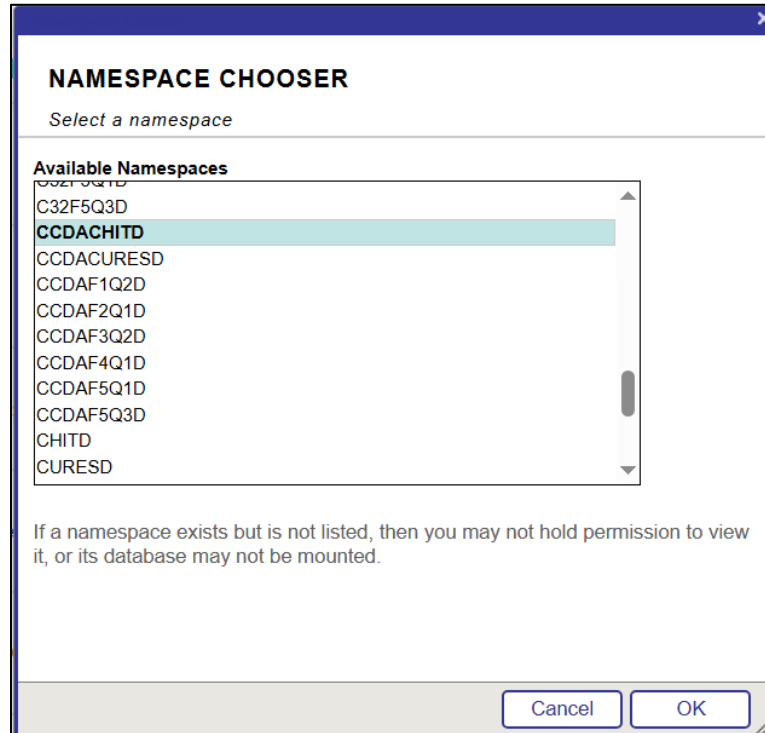 NAMESPACE CHOOSER
Select a namespace
Available Namespaces
C32F5Q3D
CCDACHITD
CCDACURESD
CCDAF1Q2D
CCDAF2Q1D
CCDAF3Q2D
CCDAF4Q1D
CCDAF5Q1D
CCDAF5Q3D
CHITD
CURESD
If a namespace exists but is not listed, then you may not hold permission to view
it, or its database may not be mounted.
Cancel OK